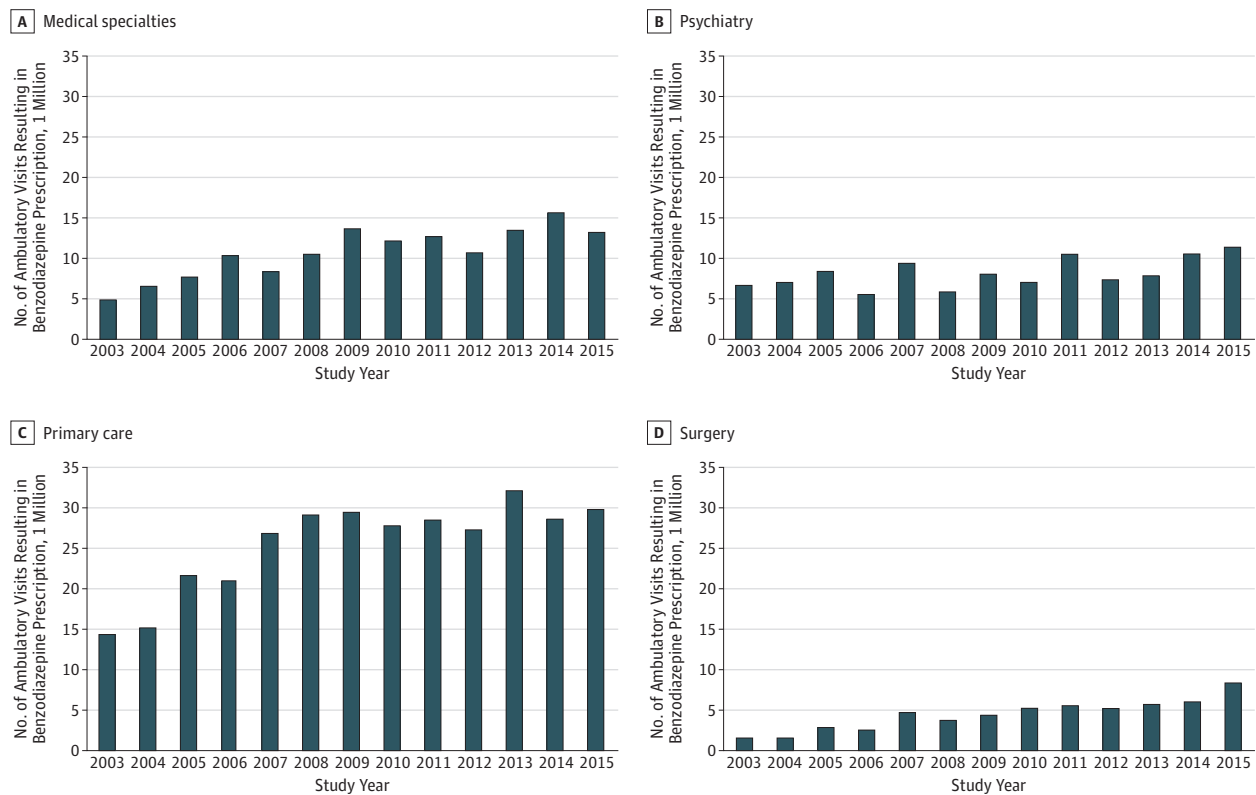 A Medical specialties
No. of Ambulatory Visits Resulting in
Benzodiazepine Prescription, 1 Million
35
30
25
20
15
10
5
0
2003 2004 2005 2006 2007 2008 2009 2010 2011 2012 2013 2014 2015
Study Year
B Psychiatry
No. of Ambulatory Visits Resulting in
Benzodiazepine Prescription, 1 Million
35
30
25
20
15
10
5
0
2003 2004 2005 2006 2007 2008 2009 2010 2011 2012 2013 2014 2015
Study Year
C Primary care
No. of Ambulatory Visits Resulting in
Benzodiazepine Prescription, 1 Million
35
30
25
20
15
10
5
0
2003 2004 2005 2006 2007 2008 2009 2010 2011 2012 2013 2014 2015
Study Year
D Surgery
No. of Ambulatory Visits Resulting in
Benzodiazepine Prescription, 1 Million
35
30
25
20
15
10
5
0
2003 2004 2005 2006 2007 2008 2009 2010 2011 2012 2013 2014 2015
Study Year